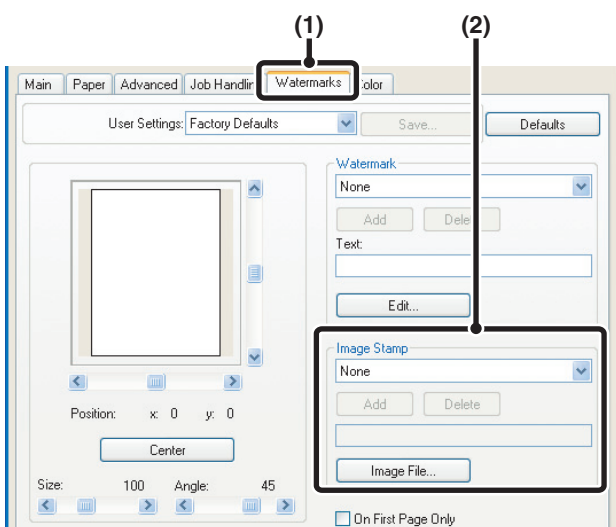 (1) (2)
Main Paper Advanced Job Handlin Watermarks olor
User Settings: Factory Defaults Save... Defaults
Watermark
None
Add Dele
Text:
Edit...
Image Stamp
None
Add Delete
Image File...
Position: x: 0 y: 0
Center
Size: 100 Angle: 45
On First Page Only